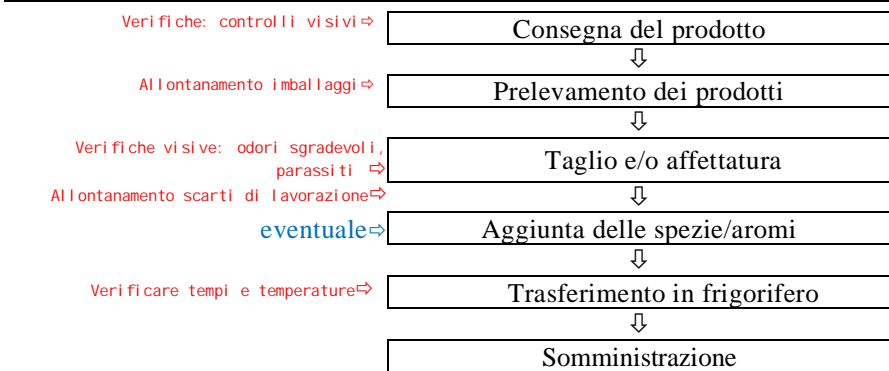 Verifiche: controlli visivi⇨ Consegna del prodotto
⇩
Allontanamento imballaggi⇨ Prelevamento dei prodotti
⇩
Verifiche visive: odori sgradevoli,
parassiti ⇨ Taglio e/o affettatura
Allontanamento scarti di lavorazione⇨ ⇩
eventuale⇨ Aggiunta delle spezie/aromi
⇩
Verificare tempi e temperature⇨ Trasferimento in frigorifero
⇩
Somministrazione